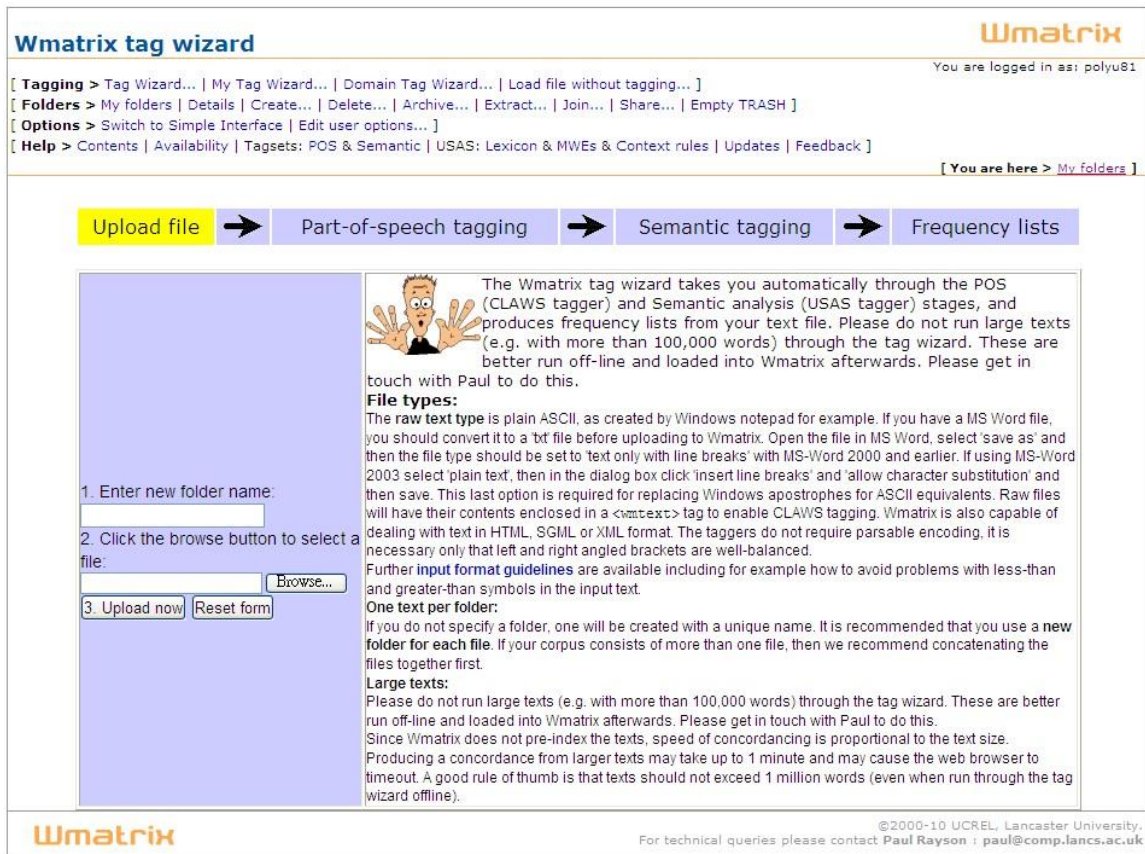 Wmatrix tag wizard
Wmatrix
You are logged in as: polyu81
[ Tagging > Tag Wizard... | My Tag Wizard... | Domain Tag Wizard... | Load file without tagging... ]
[ Folders > My folders | Details | Create... | Delete... | Archive... | Extract... | Join... | Share... | Empty TRASH ]
[ Options > Switch to Simple Interface | Edit user options... ]
[ Help > Contents | Availability | Tagsets: POS & Semantic | USAS: Lexicon & MWEs & Context rules | Updates | Feedback ]
[ You are here > My folders ]
Upload file Part-of-speech tagging Semantic tagging Frequency lists
1. Enter new folder name:
2. Click the browse button to select a
file:
Browse...
3. Upload now Reset form
The Wmatrix tag wizard takes you automatically through the POS
(CLAWS tagger) and Semantic analysis (USAS tagger) stages, and
produces frequency lists from your text file. Please do not run large texts
(e.g. with more than 100,000 words) through the tag wizard. These are
better run off-line and loaded into Wmatrix afterwards. Please get in
touch with Paul to do this.
File types:
The raw text type is plain ASCII, as created by Windows notepad for example. If you have a MS Word file,
you should convert it to a 'txt' file before uploading to Wmatrix. Open the file in MS Word, select 'save as' and
then the file type should be set to 'text only with line breaks' with MS-Word 2000 and earlier. If using MS-Word
2003 select 'plain text', then in the dialog box click 'insert line breaks' and 'allow character substitution' and
then save. This last option is required for replacing Windows apostrophes for ASCII equivalents. Raw files
will have their contents enclosed in a <wmtext> tag to enable CLAWS tagging. Wmatrix is also capable of
dealing with text in HTML, SGML or XML format. The taggers do not require parsable encoding, it is
necessary only that left and right angled brackets are well-balanced.
Further input format guidelines are available including for example how to avoid problems with less-than
and greater-than symbols in the input text.
One text per folder:
If you do not specify a folder, one will be created with a unique name. It is recommended that you use a new
folder for each file. If your corpus consists of more than one file, then we recommend concatenating the
files together first.
Large texts:
Please do not run large texts (e.g. with more than 100,000 words) through the tag wizard. These are better
run off-line and loaded into Wmatrix afterwards. Please get in touch with Paul to do this.
Since Wmatrix does not pre-index the texts, speed of concordancing is proportional to the text size.
Producing a concordance from larger texts may take up to 1 minute and may cause the web browser to
timeout. A good rule of thumb is that texts should not exceed 1 million words (even when run through the tag
wizard offline).
Wmatrix
©2000-10 UCREL, Lancaster University.
For technical queries please contact Paul Rayson : paul@comp.lancs.ac.uk